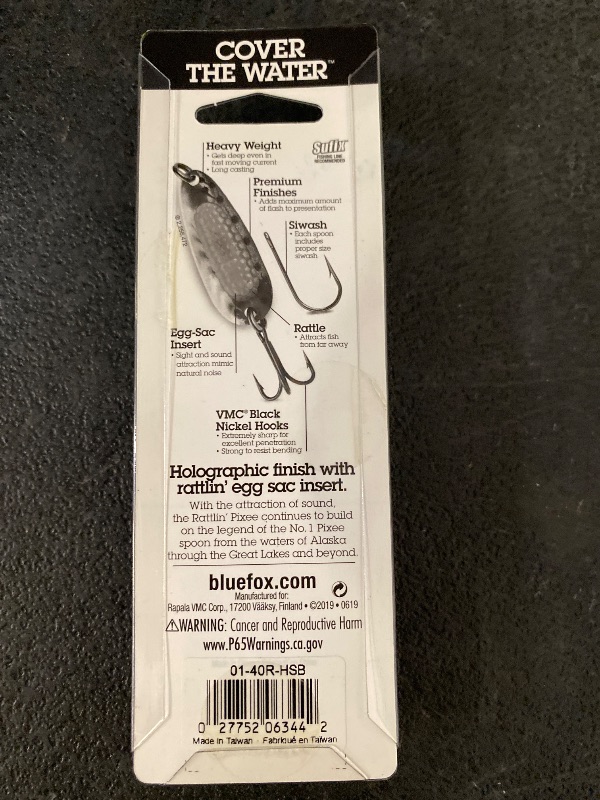 COVER
THE WATER™
Heavy Weight
• Gets deep even in
fast moving current
• Long casting
Sufix
FISHING LINE
RECOMMENDED
Premium
Finishes
• Adds maximum amount
of flash to presentation
Siwash
• Each spoon
includes
proper size
siwash
Egg-Sac
Insert
• Sight and sound
attraction mimic
natural noise
Rattle
• Attracts fish
from far away
VMC® Black
Nickel Hooks
• Extremely sharp for
excellent penetration
• Strong to resist bending
Holographic finish with
rattlin' egg sac insert.
With the attraction of sound,
the Rattlin' Pixee continues to build
on the legend of the No. 1 Pixee
spoon from the waters of Alaska
through the Great Lakes and beyond.
bluefox.com
Manufactured for:
Rapala VMC Corp., 17200 Vääksy, Finland • ©2019 • 0619
⚠WARNING: Cancer and Reproductive Harm
www.P65Warnings.ca.gov
01-40R-HSB
0 27752 06344 2
Made in Taiwan - Fabriqué en Taiwan